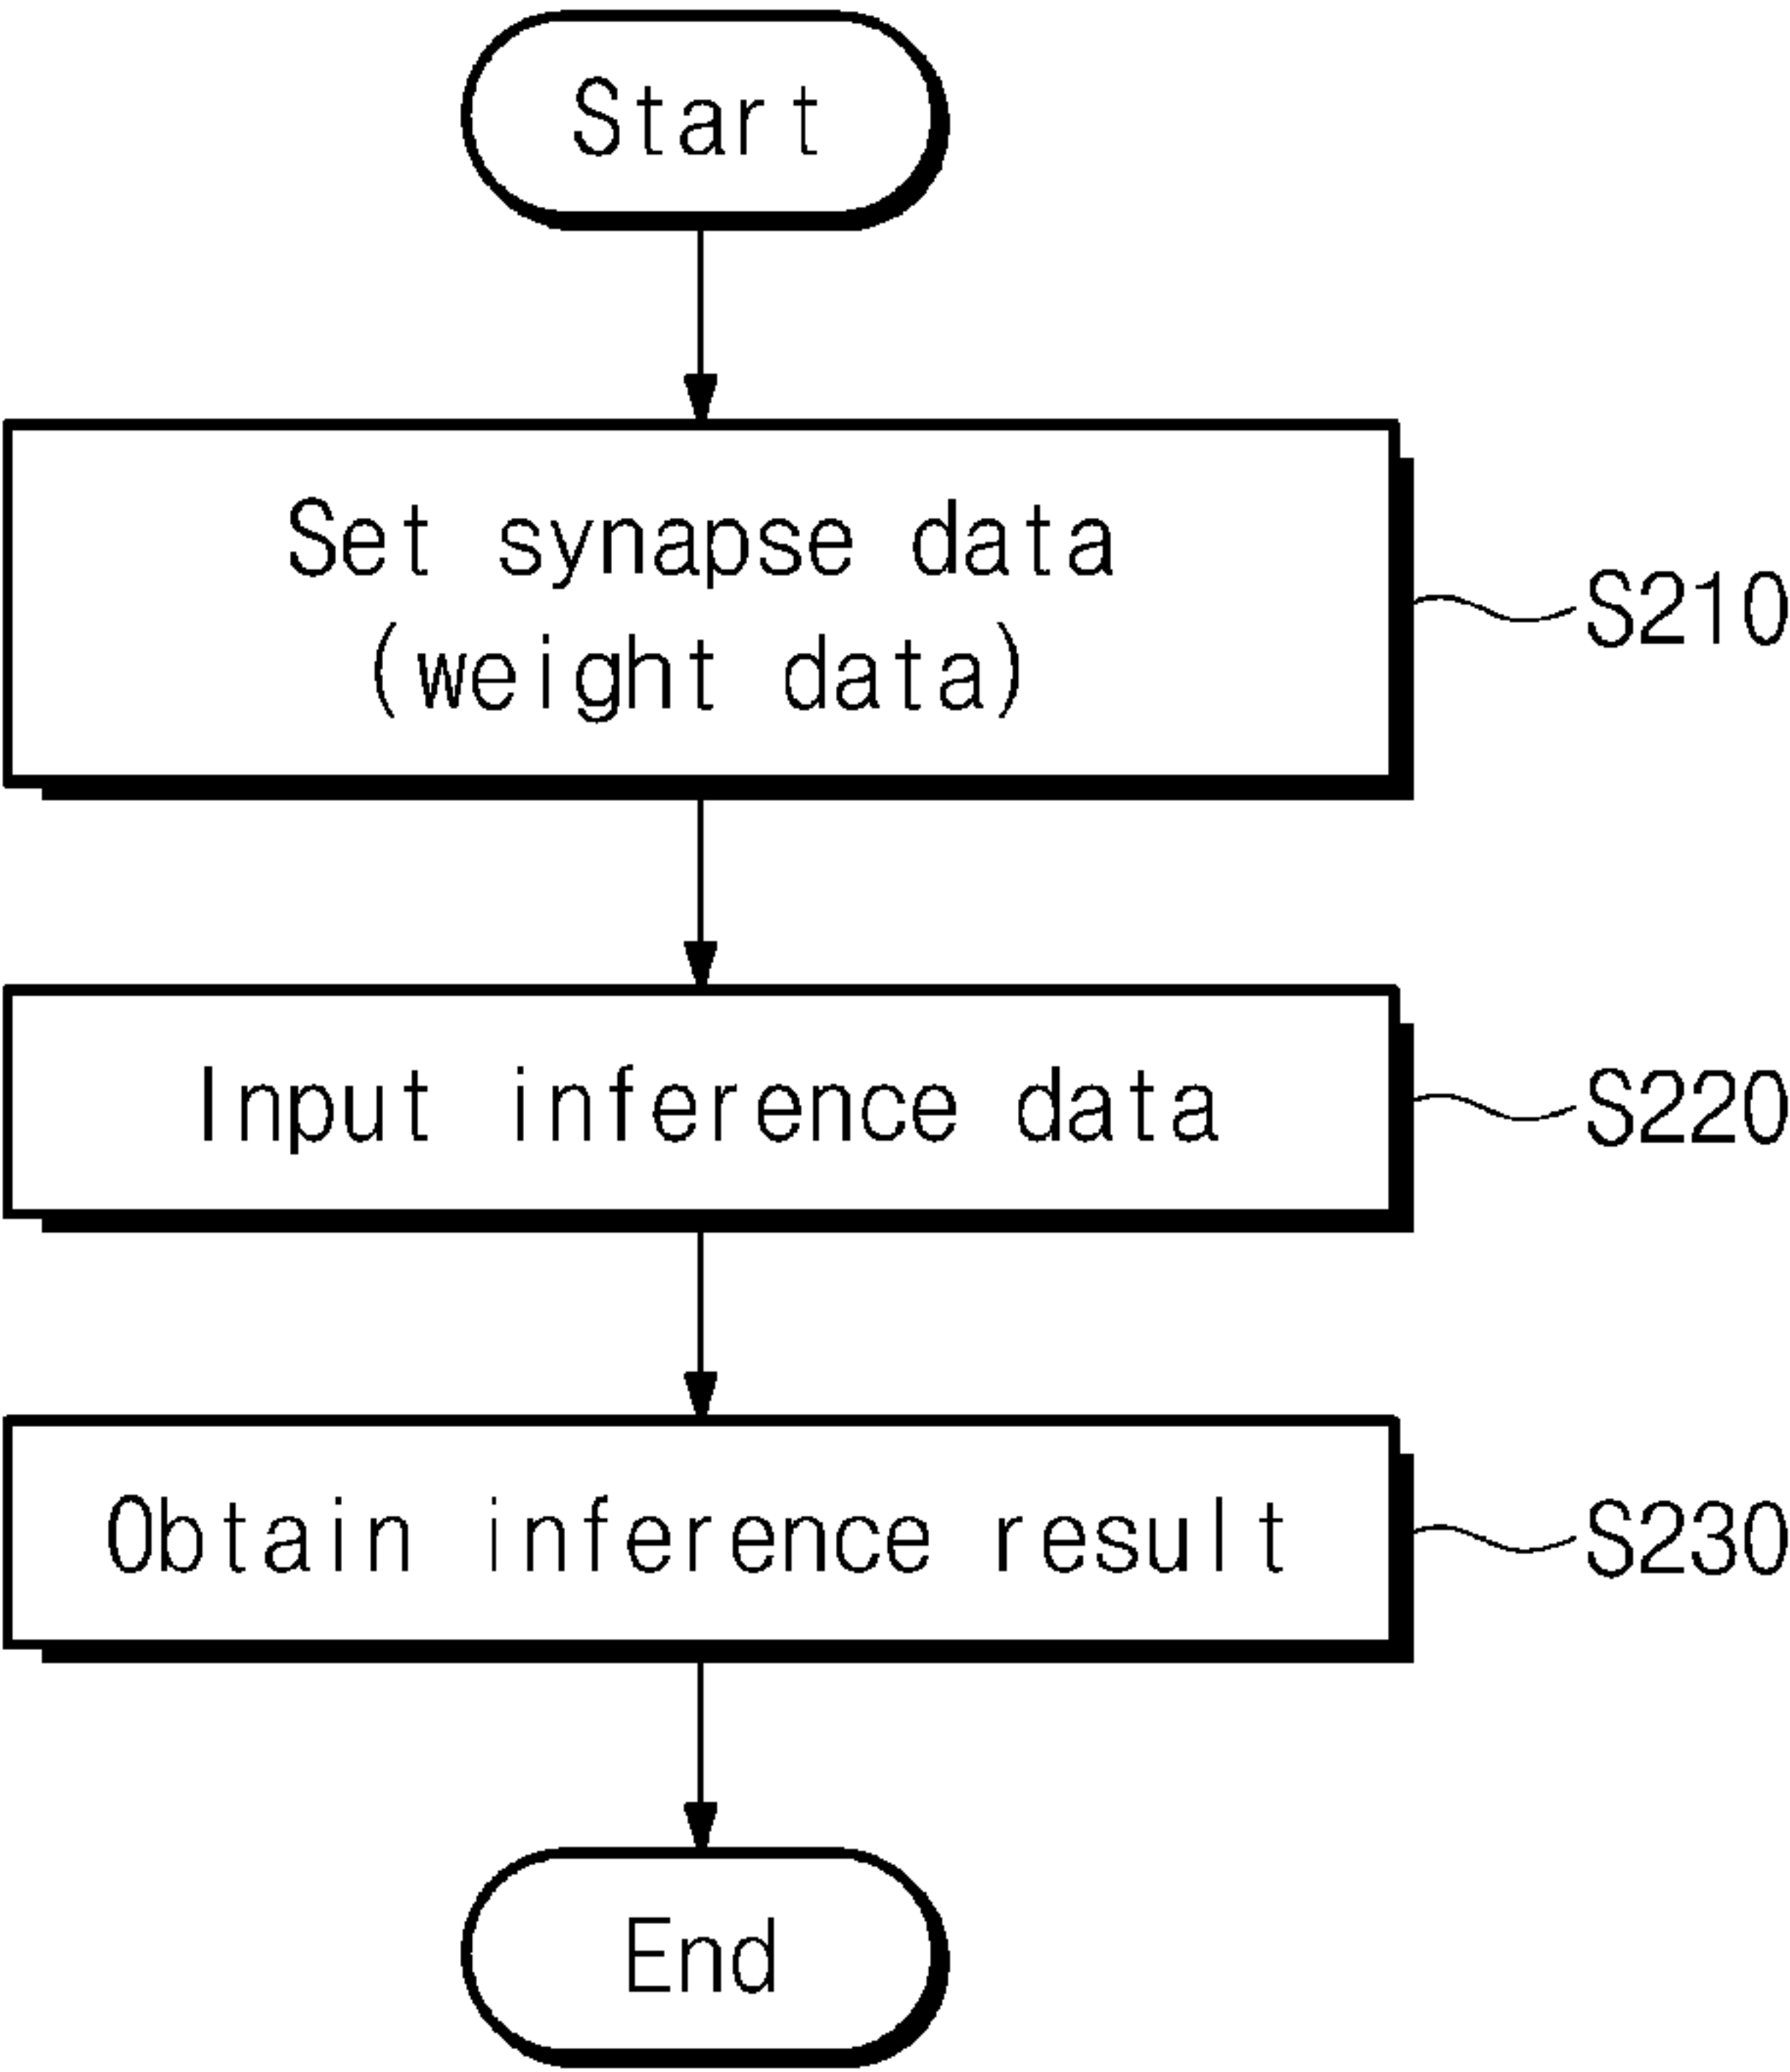 Start
Set synapse data
(weight data)
S210
Input inference data
S220
Obtain inference result
S230
End